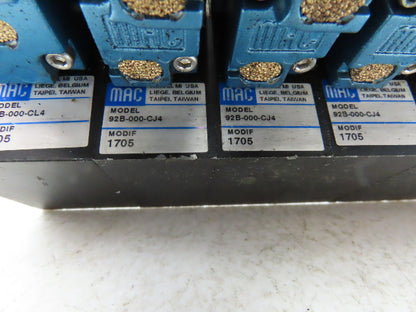 MAC
MAC
MI USA
LIEGE, BELGIUM
TAIPEI, TAIWAN
MODEL
92B-000-CL4
MODIF
1705
MAC
MI USA
LIEGE, BELGIUM
TAIPEI, TAIWAN
MODEL
92B-000-CJ4
MODIF
1705
MAC
MI USA
LIEGE, BELGIUM
TAIPEI, TAIWAN
MODEL
92B-000-CJ4
MODIF
1705
MAC
LIEGE, BELGIUM
TAIPEI, TAIWAN
MODEL
92B-000-CJ4
MODIF
1705